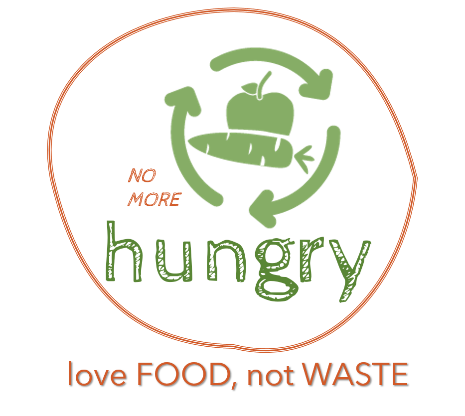 NO
MORE
hungry
love FOOD, not WASTE